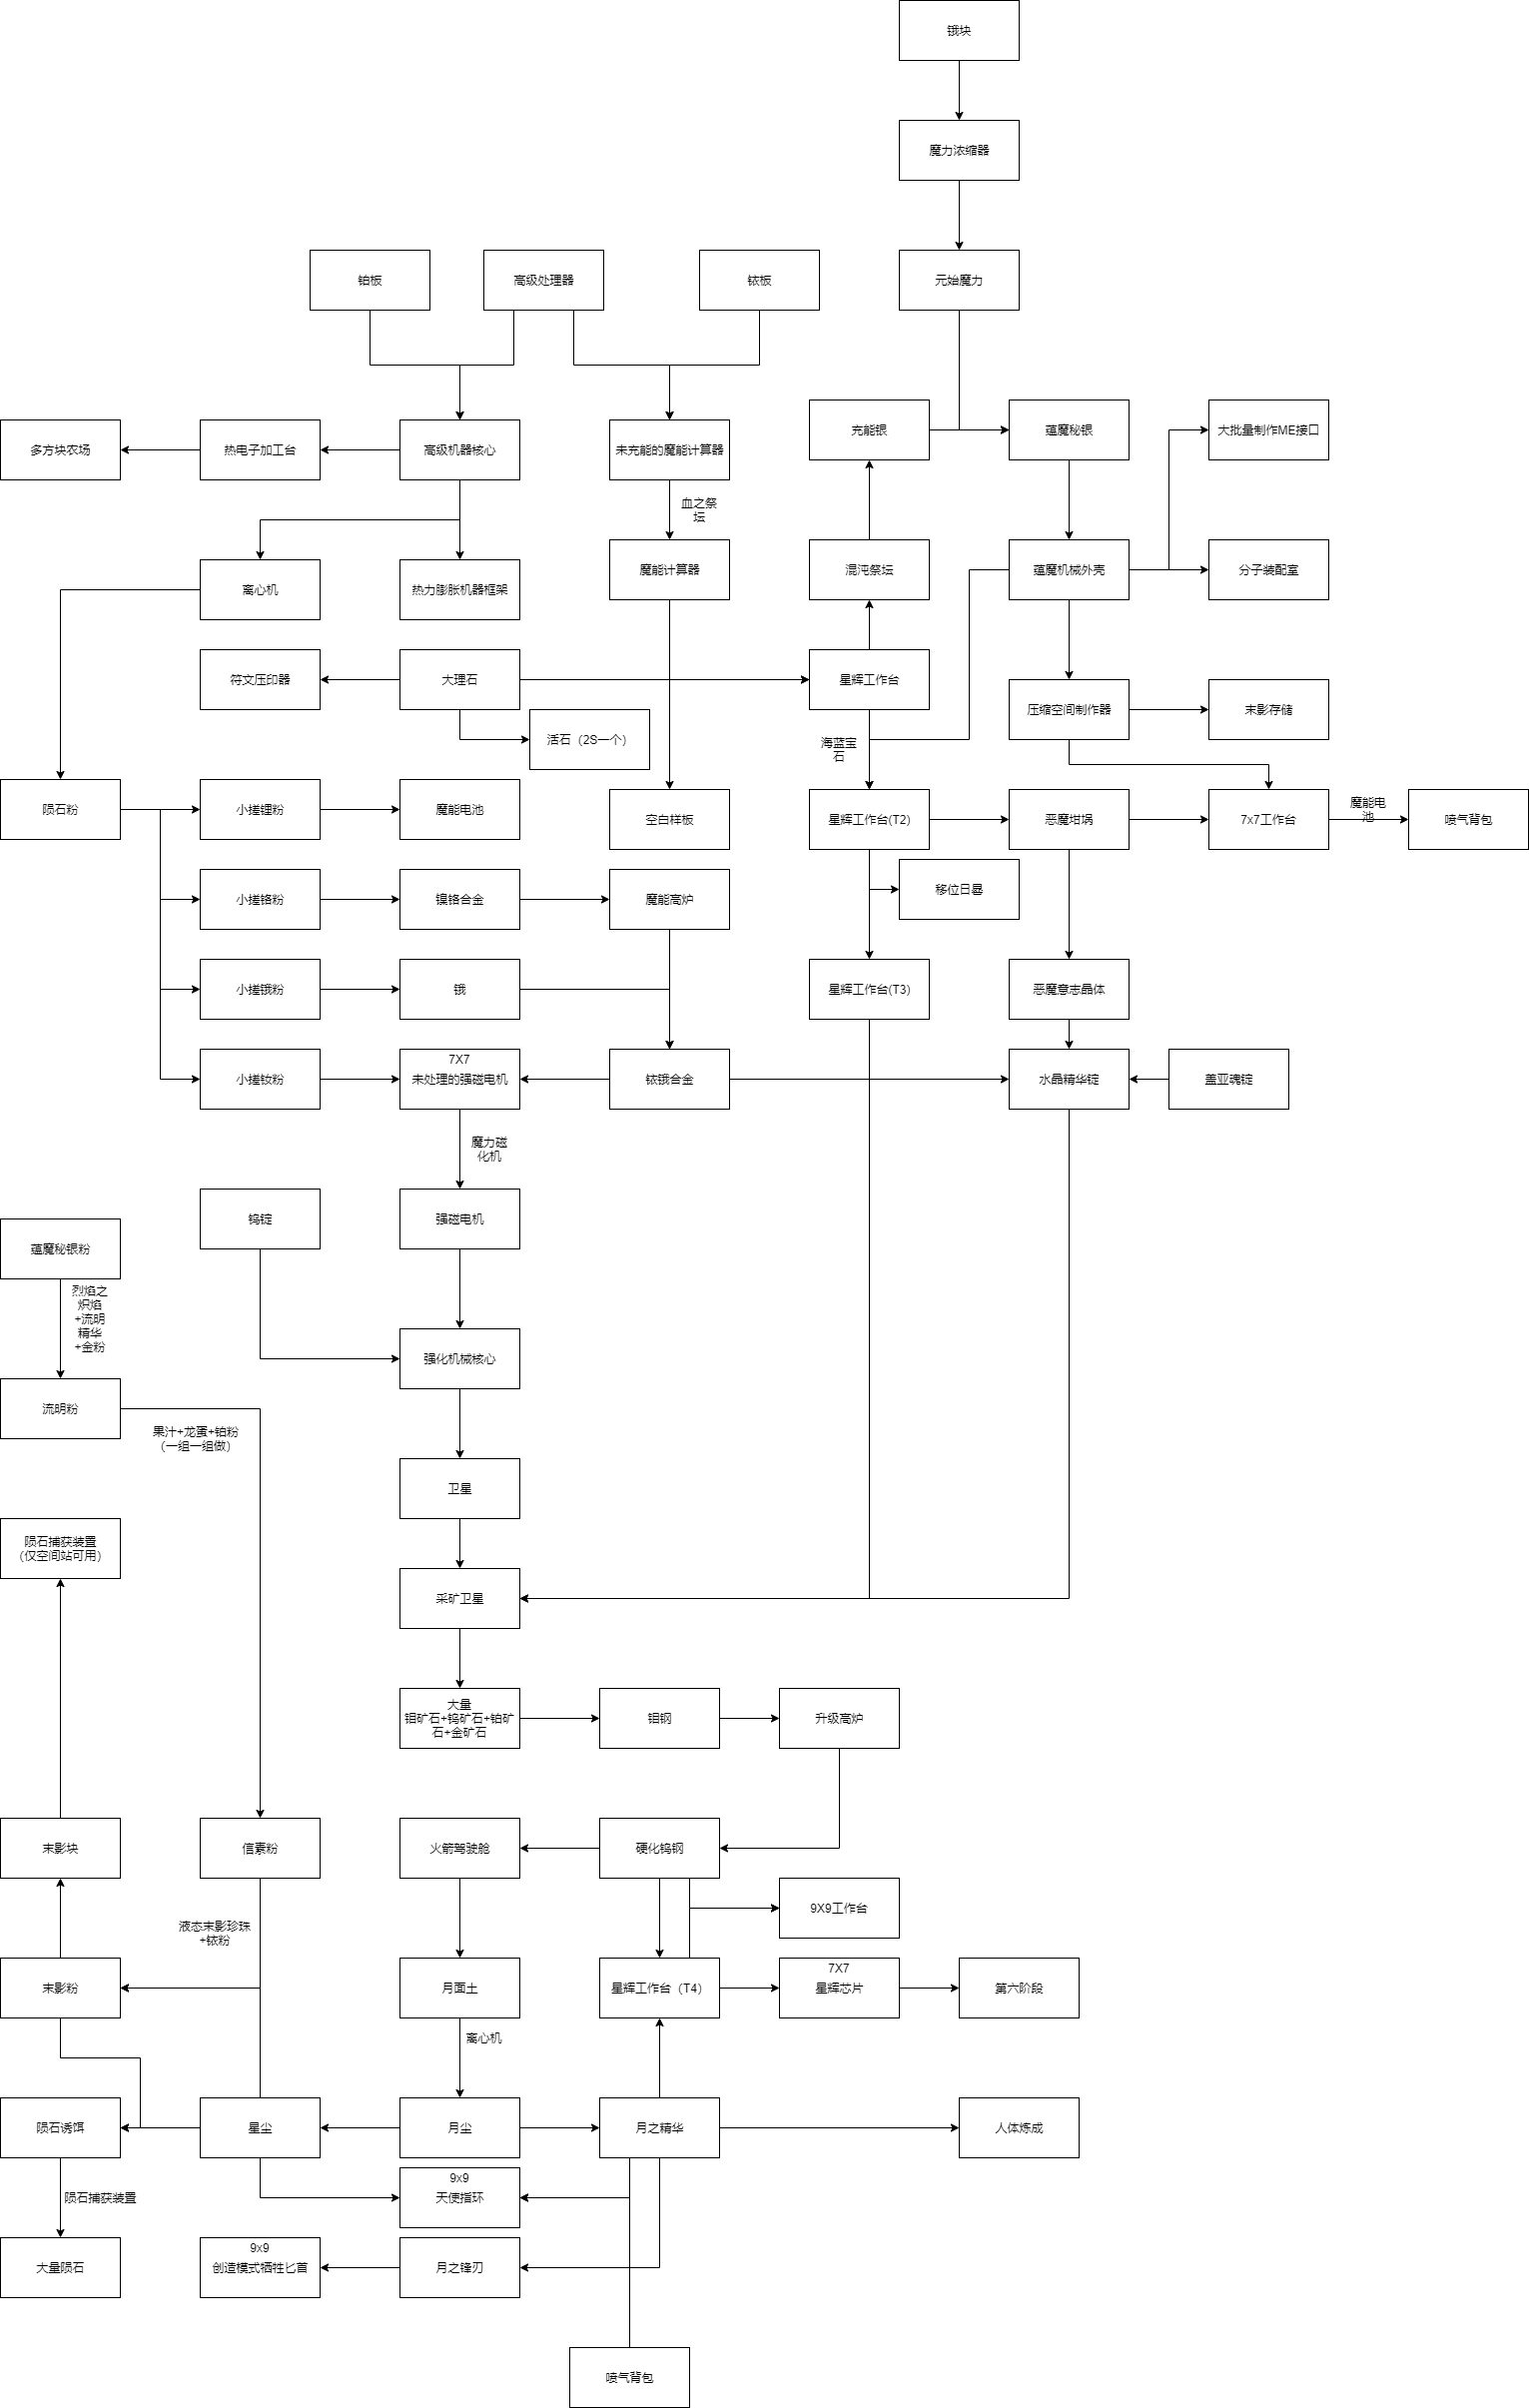 锇块
魔力浓缩器
铂板
高级处理器
铱板
元始魔力
多方块农场
热电子加工台
高级机器核心
未充能的魔能计算器
充能银
蕴魔秘银
大批量制作ME接口
血之祭
坛
离心机
热力膨胀机器框架
魔能计算器
混沌祭坛
蕴魔机械外壳
分子装配室
符文压印器
大理石
星辉工作台
压缩空间制作器
末影存储
活石（2S一个）
海蓝宝
石
陨石粉
小搓锂粉
魔能电池
空白样板
星辉工作台(T2)
恶魔坩埚
7x7工作台
魔能电
池
喷气背包
小搓铬粉
镍铬合金
魔能高炉
移位日晷
小搓锇粉
锇
星辉工作台(T3)
恶魔意志晶体
小搓钕粉
7X7
未处理的强磁电机
铱锇合金
水晶精华锭
盖亚魂锭
魔力磁
化机
蕴魔秘银粉
钨锭
强磁电机
烈焰之
炽焰
+流明
精华
+金粉
强化机械核心
流明粉
果汁+龙蛋+铂粉
（一组一组做）
卫星
陨石捕获装置
（仅空间站可用）
采矿卫星
大量
钼矿石+钨矿石+铂矿
石+金矿石
钼钢
升级高炉
末影块
信素粉
火箭驾驶舱
硬化钨钢
9X9工作台
液态末影珍珠
+铱粉
末影粉
月面土
星辉工作台（T4）
7X7
星辉芯片
第六阶段
离心机
陨石诱饵
星尘
月尘
月之精华
人体炼成
陨石捕获装置
9x9
天使指环
大量陨石
9x9
创造模式牺牲匕首
月之锋刃
喷气背包